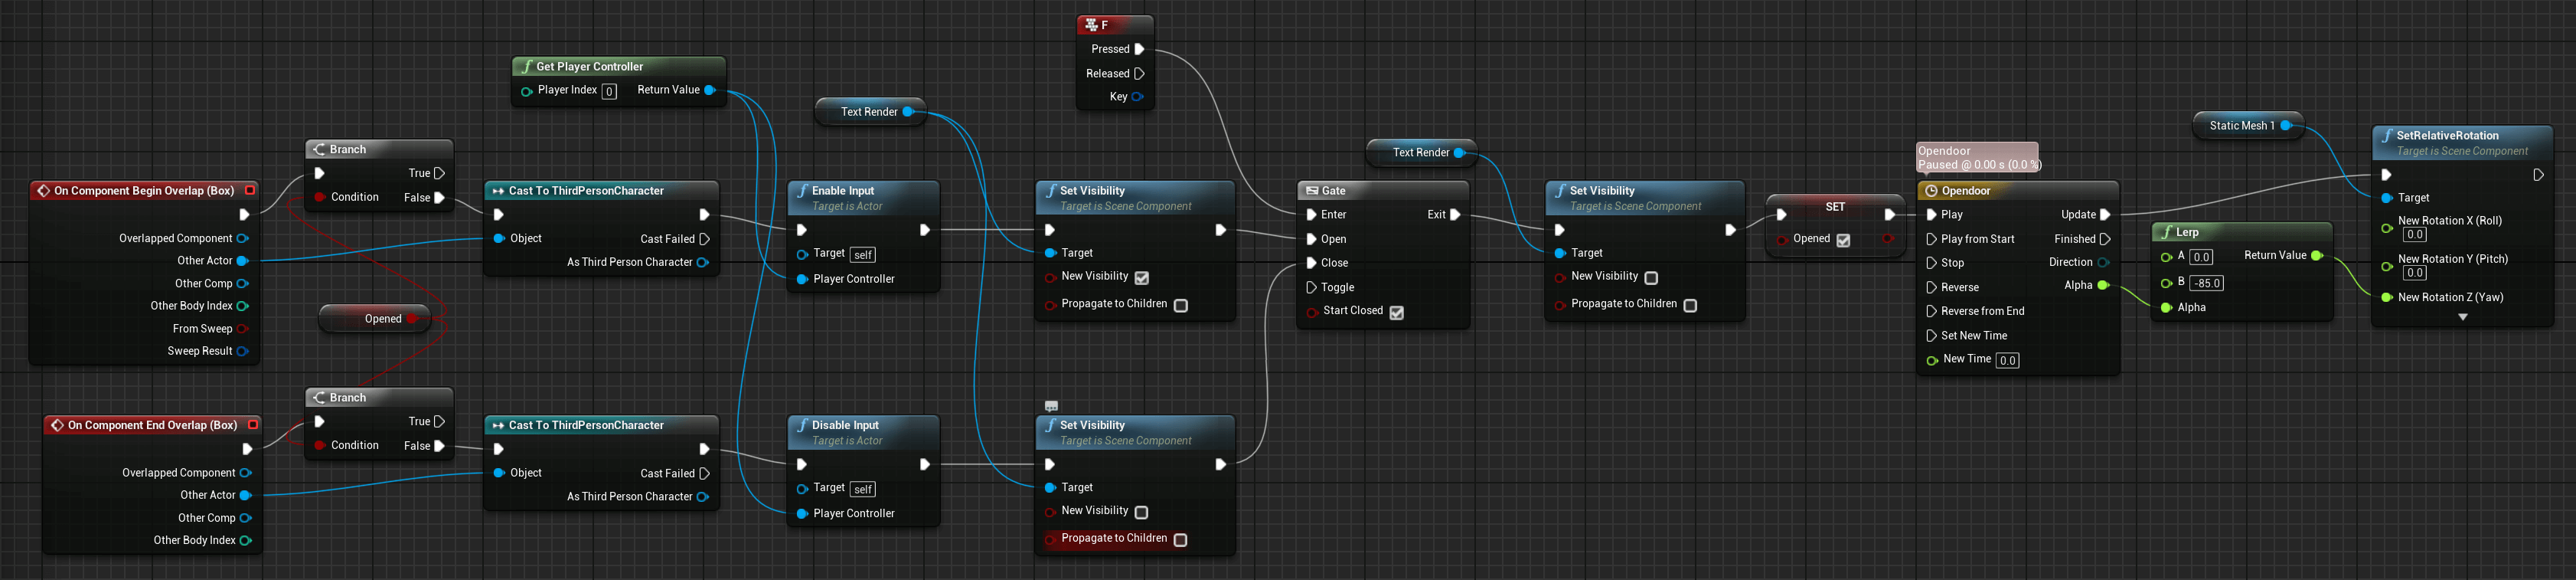 F
Pressed
Released
Key
Get Player Controller
Player Index 0 Return Value
Text Render
Branch
True
Condition False
On Component Begin Overlap (Box)
Overlapped Component
Other Actor
Other Comp
Other Body Index
From Sweep
Sweep Result
Opened
Cast To ThirdPersonCharacter
Object Cast Failed
As Third Person Character
Enable Input
Target is Actor
Target self
Player Controller
Set Visibility
Target is Scene Component
Target
New Visibility
Propagate to Children
Gate
Enter Exit
Open
Close
Toggle
Start Closed
Text Render
Set Visibility
Target is Scene Component
Target
New Visibility
Propagate to Children
SET
Opened
Opendoor
Paused @ 0.00 s (0.0 %)
Opendoor
Play Update
Play from Start Finished
Stop Direction
Reverse Alpha
Reverse from End
Set New Time
New Time 0.0
Static Mesh 1
Lerp
A 0.0 Return Value
B -85.0
Alpha
SetRelativeRotation
Target is Scene Component
Target
New Rotation X (Roll)
0.0
New Rotation Y (Pitch)
0.0
New Rotation Z (Yaw)
Branch
True
Condition False
On Component End Overlap (Box)
Overlapped Component
Other Actor
Other Comp
Other Body Index
Cast To ThirdPersonCharacter
Object Cast Failed
As Third Person Character
Disable Input
Target is Actor
Target self
Player Controller
Set Visibility
Target is Scene Component
Target
New Visibility
Propagate to Children